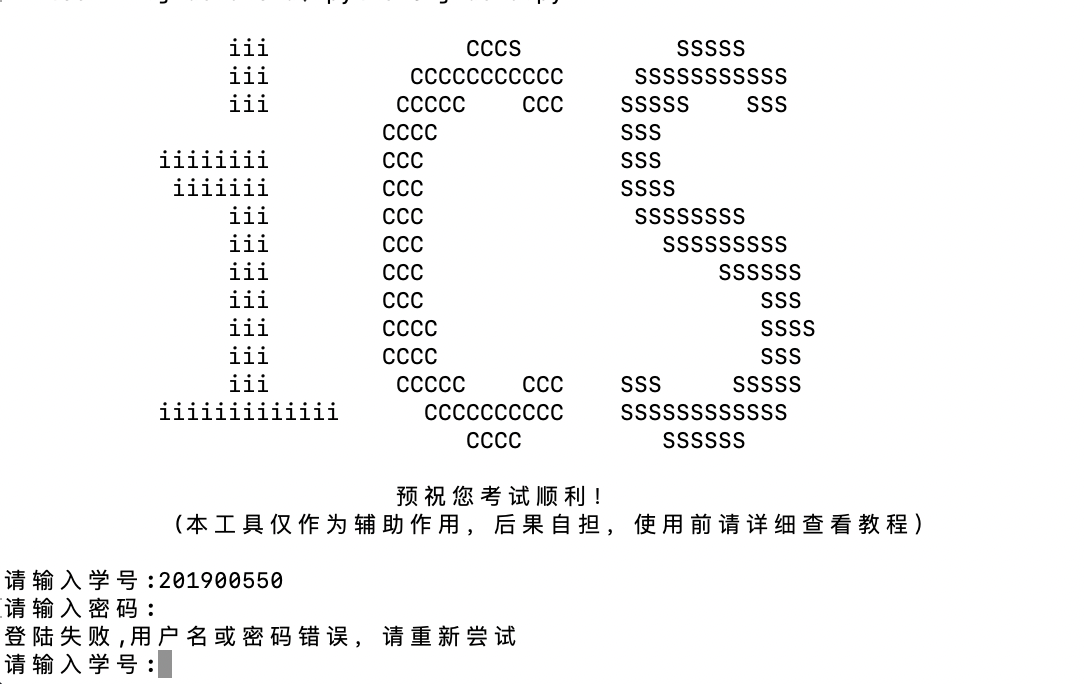 iii CCCS SSSSS
iii CCCCCCCCCCC SSSSSSSSSSS
iii CCCCC CCC SSSSS SSS
CCCC SSS
iiiiiiii CCC SSS
iiiiiii CCC SSSS
iii CCC SSSSSSSS
iii CCC SSSSSSSSS
iii CCC SSSSSS
iii CCC SSS
iii CCCC SSSS
iii CCCC SSS
iii CCCCC CCC SSS SSSSS
iiiiiiiiiiiii CCCCCCCCCC SSSSSSSSSSSS
CCCC SSSSSS
预祝您考试顺利！
（本工具仅作为辅助作用，后果自担，使用前请详细查看教程）
请输入学号:201900550
请输入密码:
登陆失败,用户名或密码错误，请重新尝试
请输入学号: